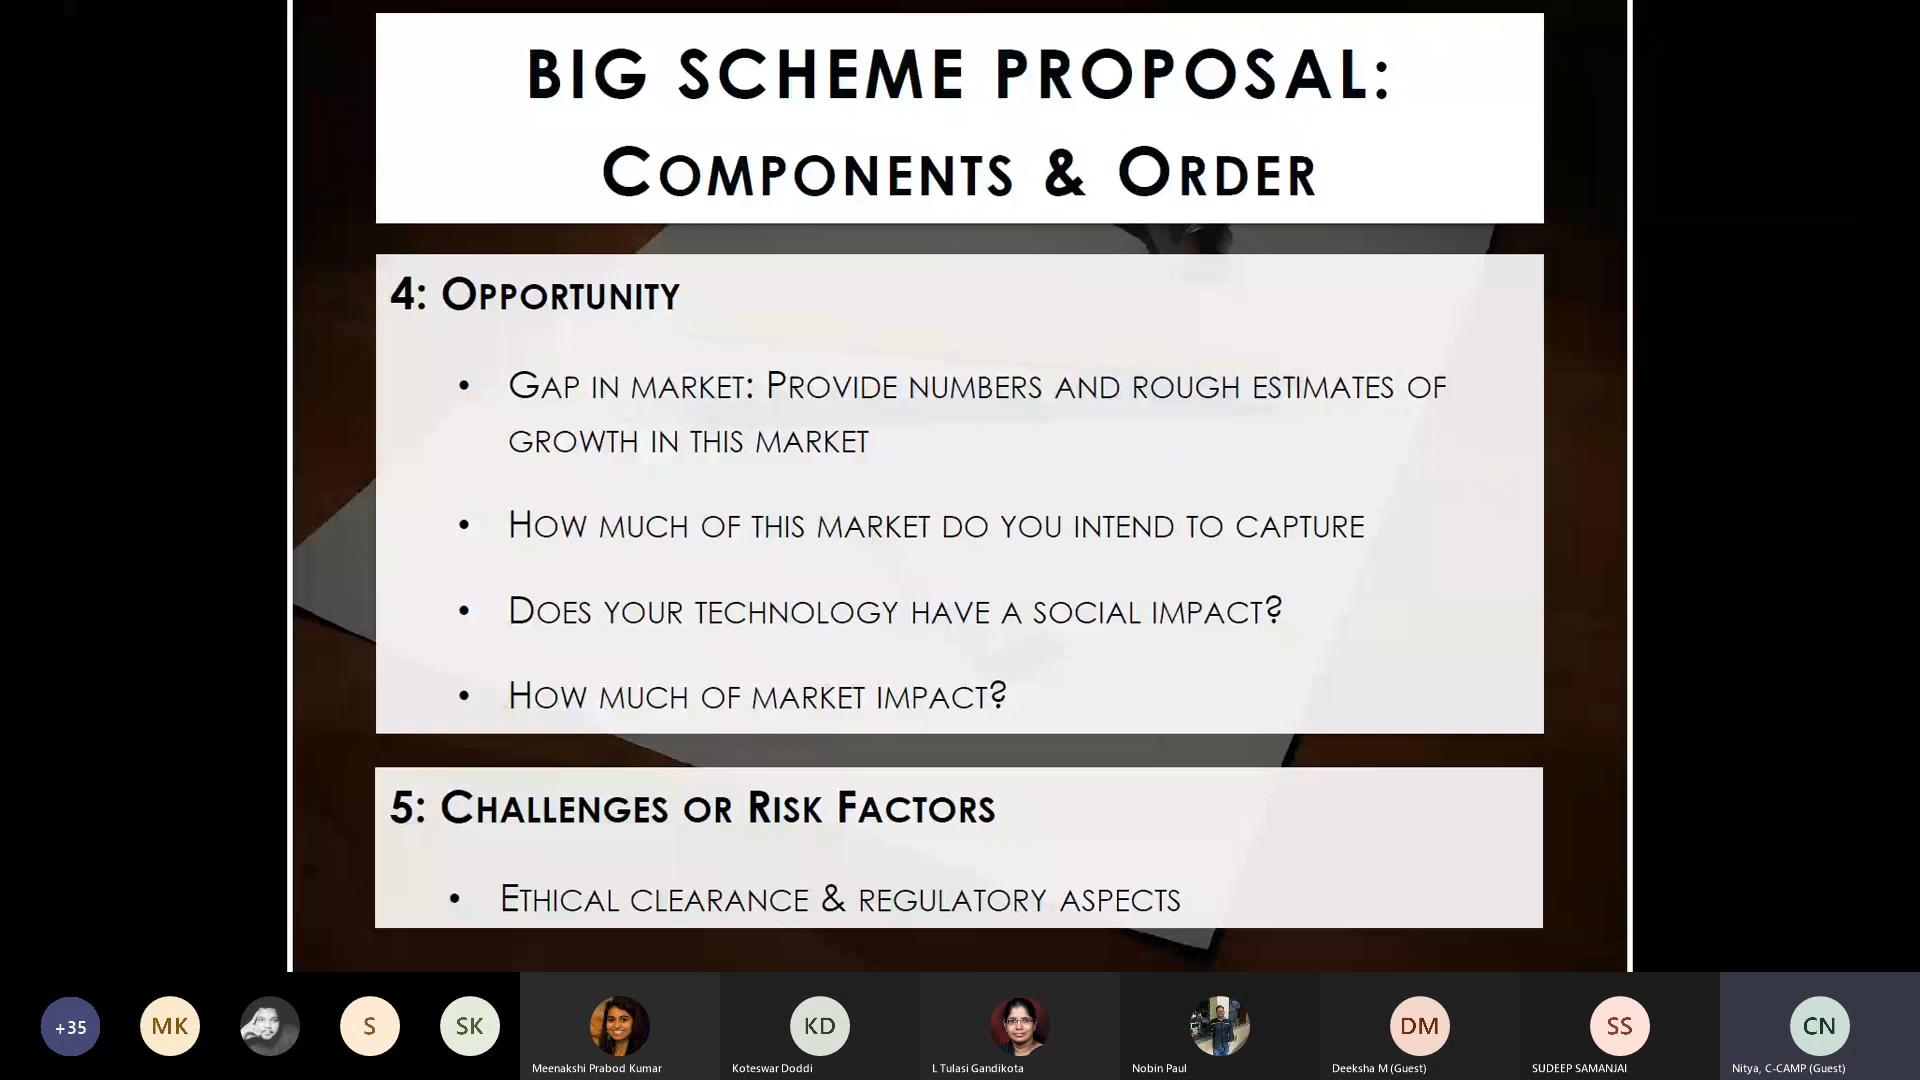 BIG SCHEME PROPOSAL:
COMPONENTS & ORDER
4: OPPORTUNITY
• GAP IN MARKET: PROVIDE NUMBERS AND ROUGH ESTIMATES OF
GROWTH IN THIS MARKET
• HOW MUCH OF THIS MARKET DO YOU INTEND TO CAPTURE
• DOES YOUR TECHNOLOGY HAVE A SOCIAL IMPACT?
• HOW MUCH OF MARKET IMPACT?
5: CHALLENGES OR RISK FACTORS
• ETHICAL CLEARANCE & REGULATORY ASPECTS
+35
MK
S
SK
KD
DM
SS
CN
Meenakshi Prabod Kumar
Koteswar Doddi
L Tulasi Gandikota
Nobin Paul
Deeksha M (Guest)
SUDEEP SAMANJAI
Nitya, C-CAMP (Guest)